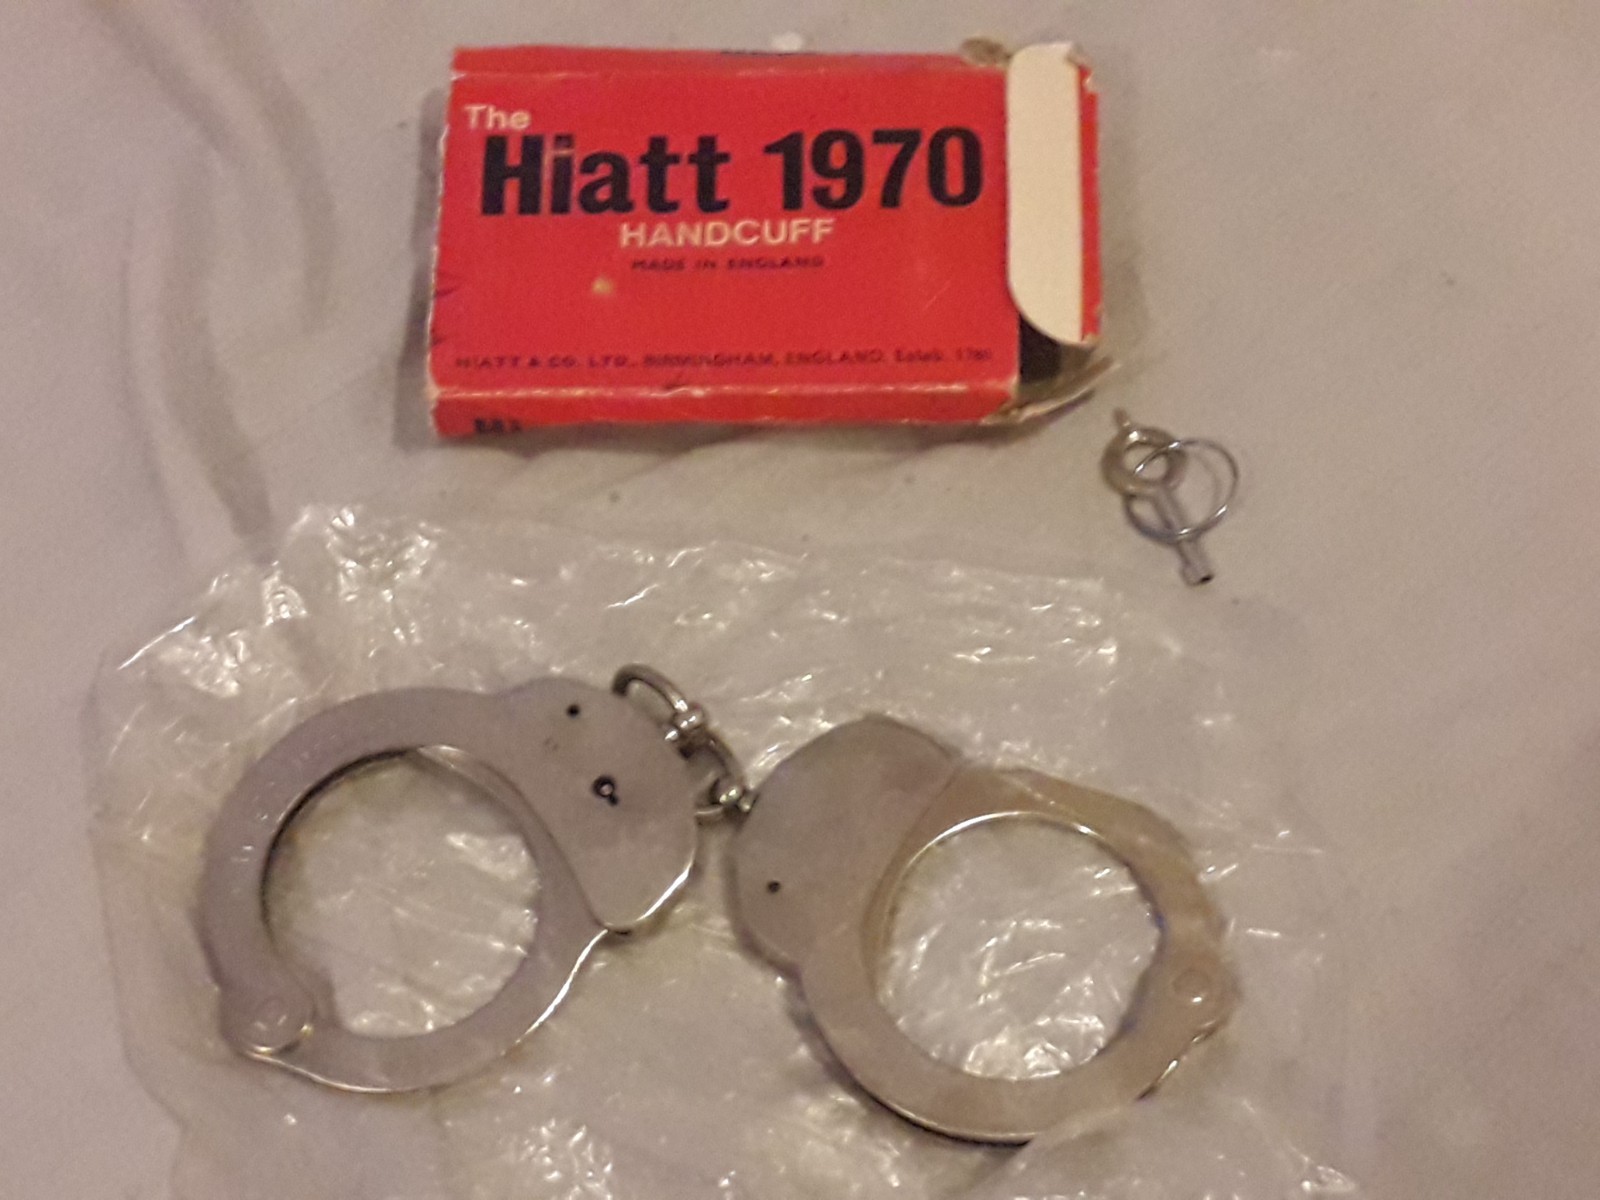 The
Hiatt 1970
HANDCUFF
MADE IN ENGLAND
HIATT & CO. LTD., BIRMINGHAM, ENGLAND. Estab. 1780